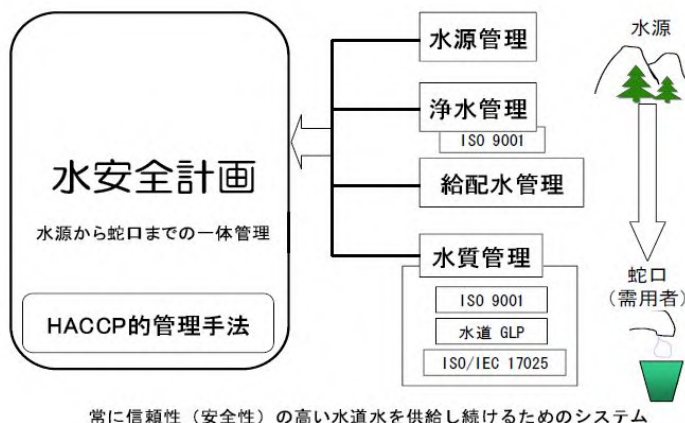 水安全計画
水源から蛇口までの一体管理
HACCP的管理手法
水源管理
浄水管理
ISO 9001
給配水管理
水質管理
ISO 9001
水道 GLP
ISO/IEC 17025
水源
蛇口
（需用者）
常に信頼性（安全性）の高い水道水を供給し続けるためのシステム